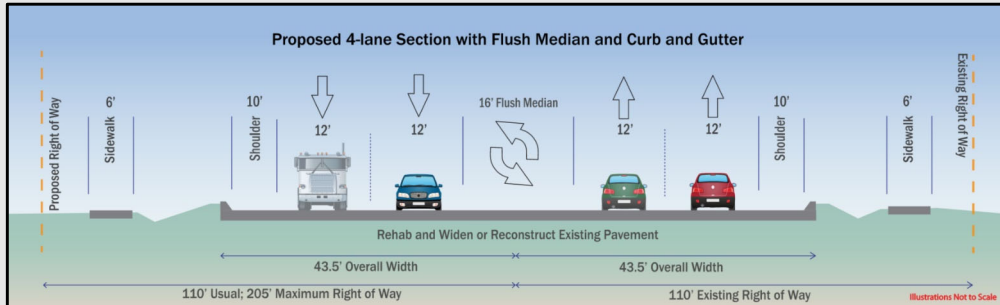 Proposed 4-lane Section with Flush Median and Curb and Gutter
Proposed Right of Way
6'
Sidewalk
10'
Shoulder
12'
12'
16' Flush Median
12'
12'
10'
Shoulder
6'
Sidewalk
Existing Right of Way
Rehab and Widen or Reconstruct Existing Pavement
43.5' Overall Width
43.5' Overall Width
110' Usual; 205' Maximum Right of Way
110' Existing Right of Way
Illustrations Not to Scale